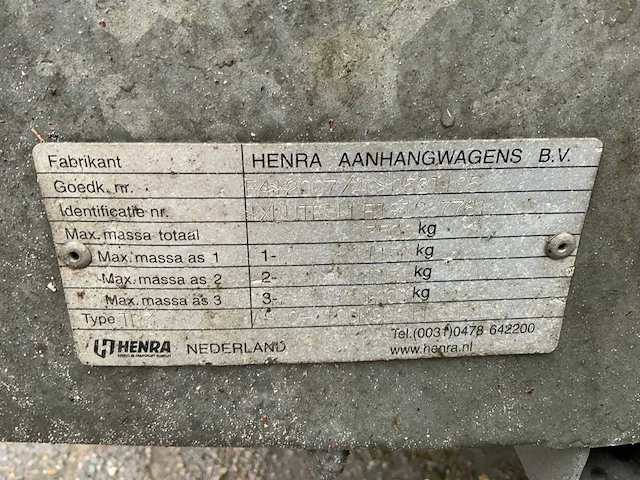 Fabrikant HENRA AANHANGWAGENS B.V.
Goedk. nr.
Identificatie nr.
Max. massa totaal kg
Max. massa as 1 1- kg
Max. massa as 2 2- kg
Max. massa as 3 3- kg
Type
HENRA NEDERLAND Tel.(0031)0478 642200
www.henra.nl